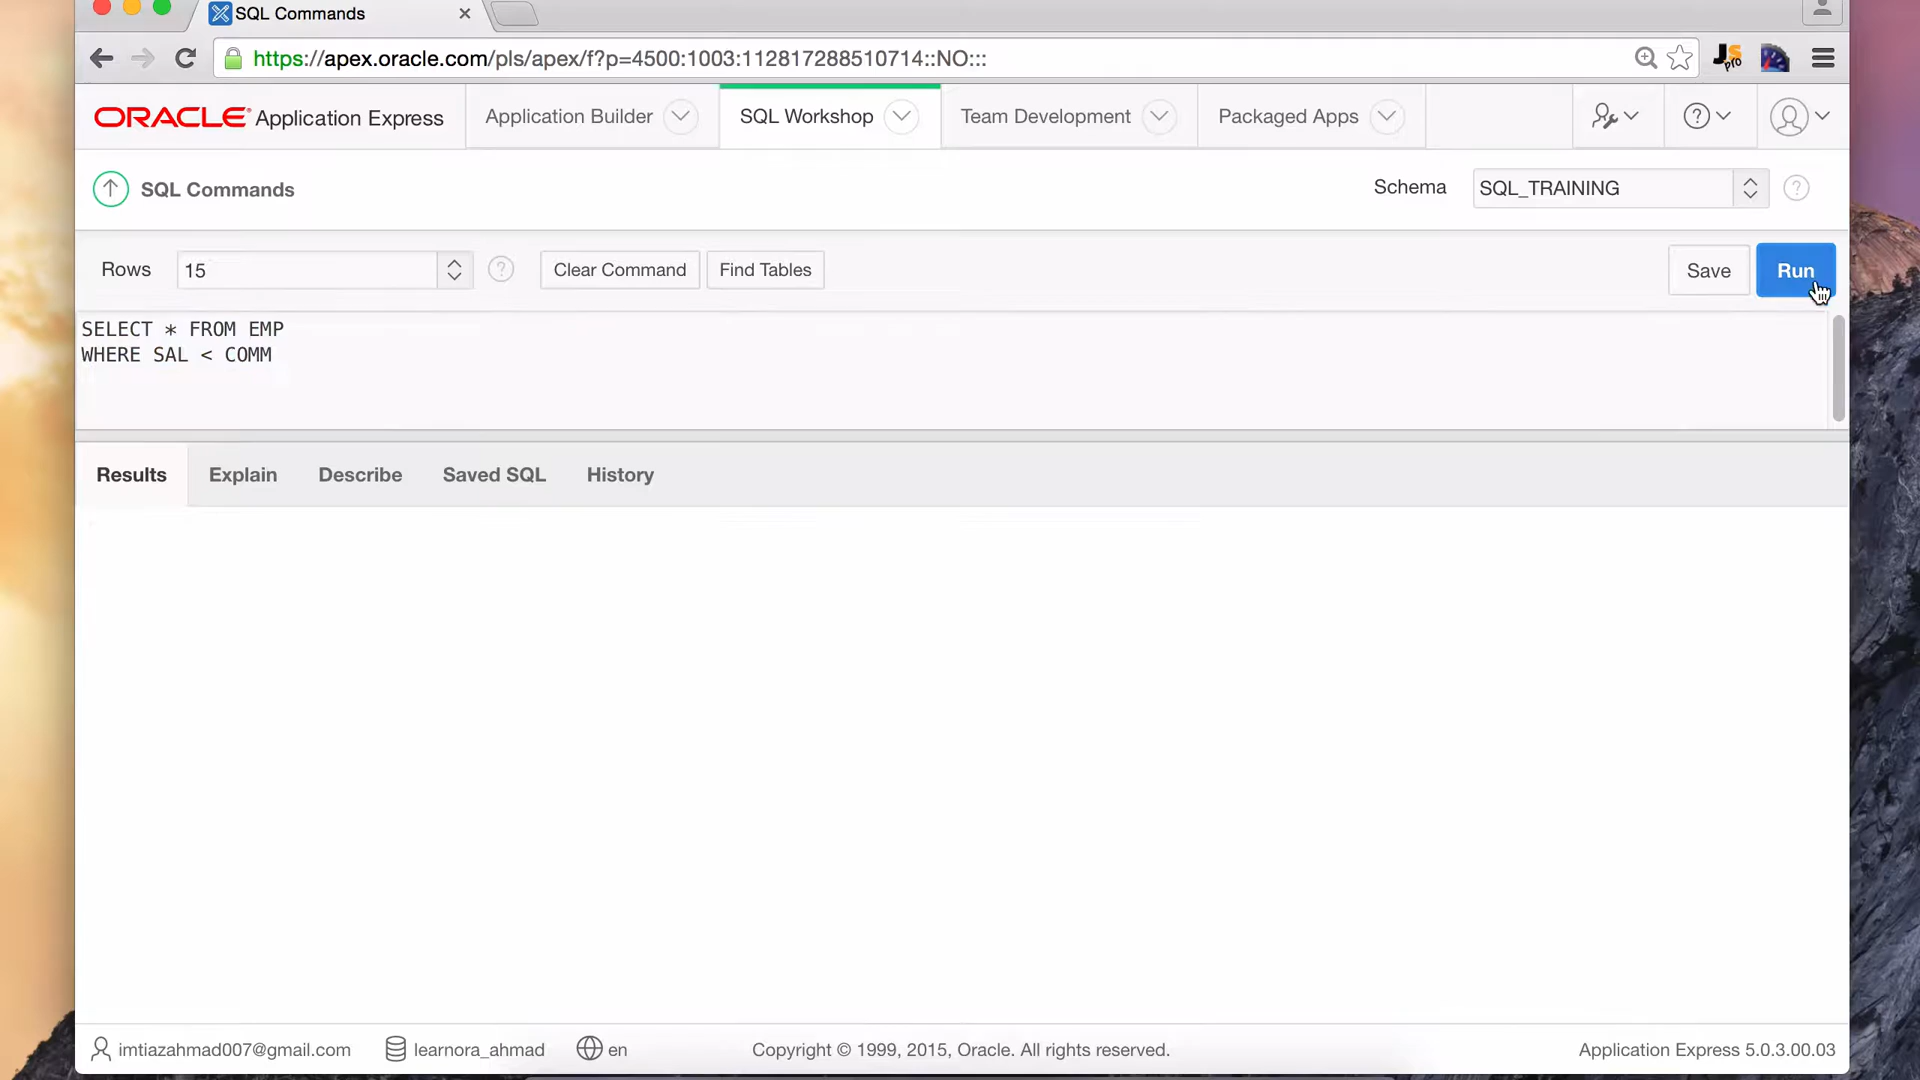 SQL Commands
https://apex.oracle.com/pls/apex/f?p=4500:1003:112817288510714::NO:::
JS pro
ORACLE Application Express
Application Builder
SQL Workshop
Team Development
Packaged Apps
SQL Commands
Schema
SQL_TRAINING
Rows
15
Clear Command
Find Tables
Save
Run
SELECT * FROM EMP
WHERE SAL < COMM
Results
Explain
Describe
Saved SQL
History
imtiazahmad007@gmail.com
learnora_ahmad
en
Copyright © 1999, 2015, Oracle. All rights reserved.
Application Express 5.0.3.00.03